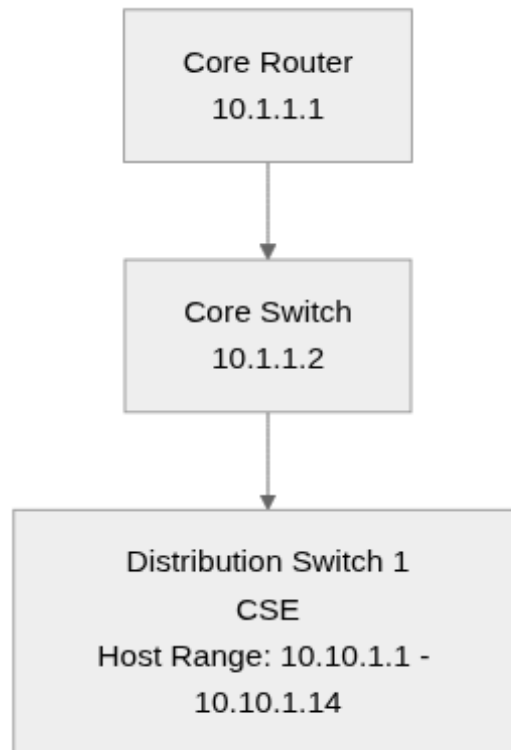 Core Router
10.1.1.1
Core Switch
10.1.1.2
Distribution Switch 1
CSE
Host Range: 10.10.1.1 -
10.10.1.14